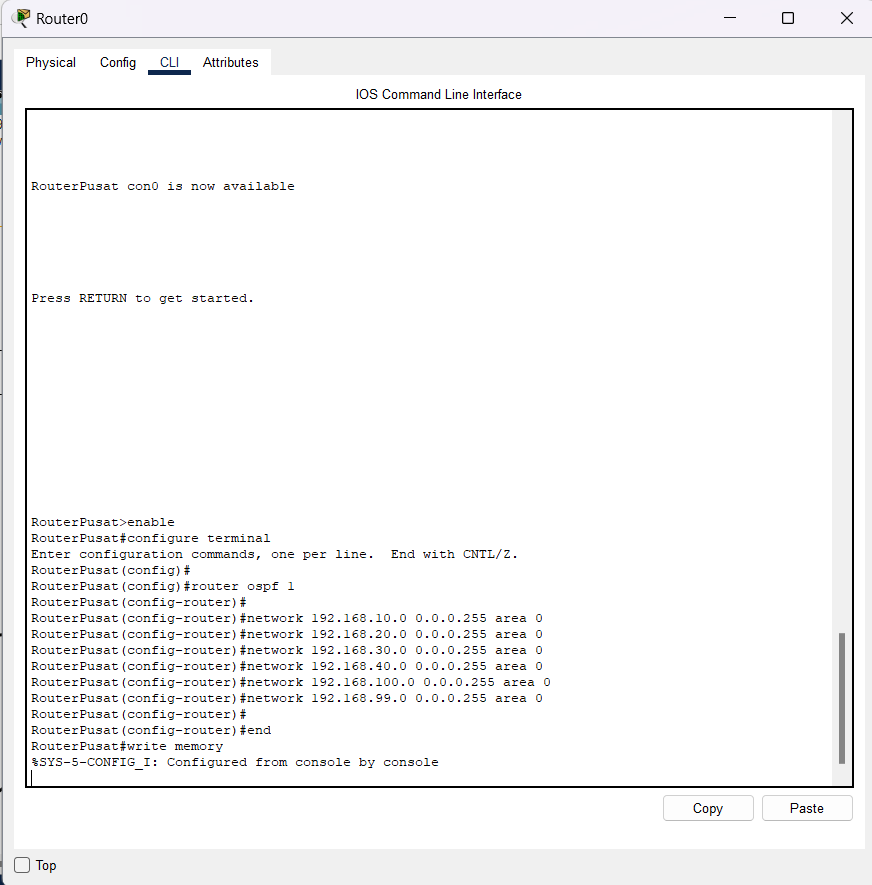 Router0
Physical Config CLI Attributes
IOS Command Line Interface
RouterPusat con0 is now available
Press RETURN to get started.
RouterPusat>enable
RouterPusat#configure terminal
Enter configuration commands, one per line.  End with CNTL/Z.
RouterPusat(config)#
RouterPusat(config)#router ospf 1
RouterPusat(config-router)#
RouterPusat(config-router)#network 192.168.10.0 0.0.0.255 area 0
RouterPusat(config-router)#network 192.168.20.0 0.0.0.255 area 0
RouterPusat(config-router)#network 192.168.30.0 0.0.0.255 area 0
RouterPusat(config-router)#network 192.168.40.0 0.0.0.255 area 0
RouterPusat(config-router)#network 192.168.100.0 0.0.0.255 area 0
RouterPusat(config-router)#network 192.168.99.0 0.0.0.255 area 0
RouterPusat(config-router)#
RouterPusat(config-router)#end
RouterPusat#write memory
%SYS-5-CONFIG_I: Configured from console by console
Copy Paste
Top